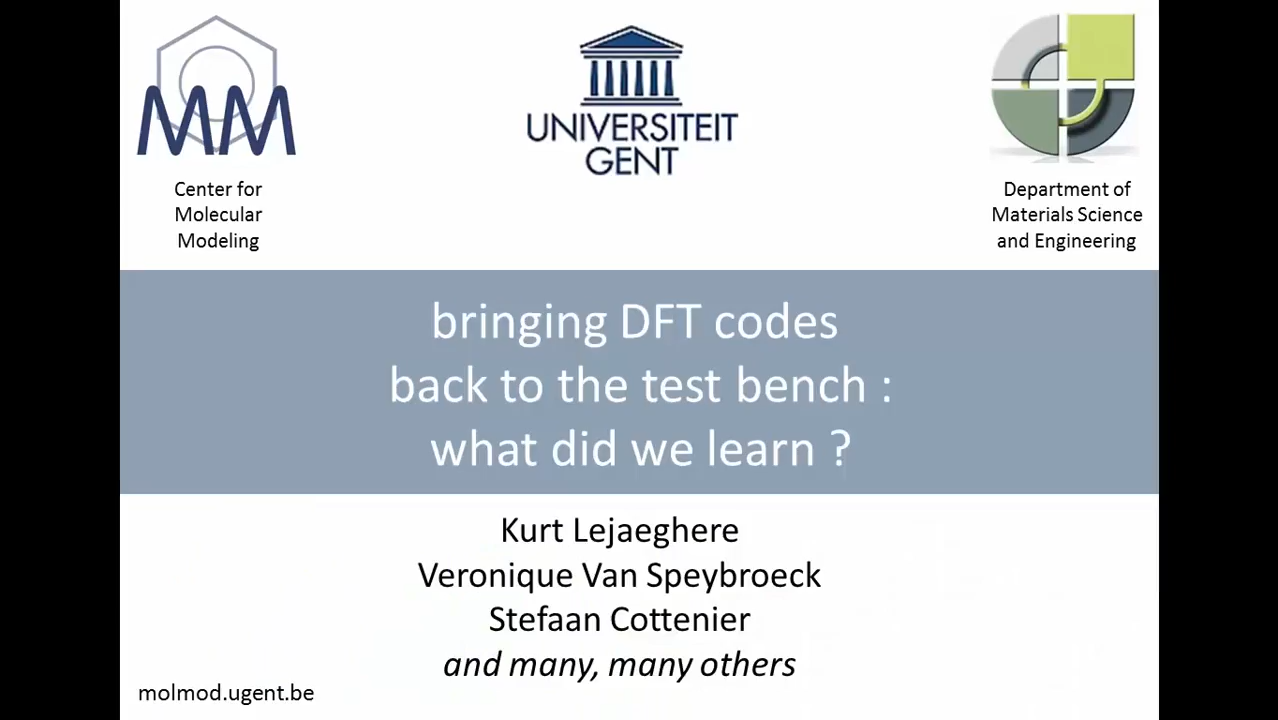 MM
Center for
Molecular
Modeling
UNIVERSITEIT
GENT
Department of
Materials Science
and Engineering
bringing DFT codes
back to the test bench :
what did we learn ?
Kurt Lejaeghere
Veronique Van Speybroeck
Stefaan Cottenier
and many, many others
molmod.ugent.be